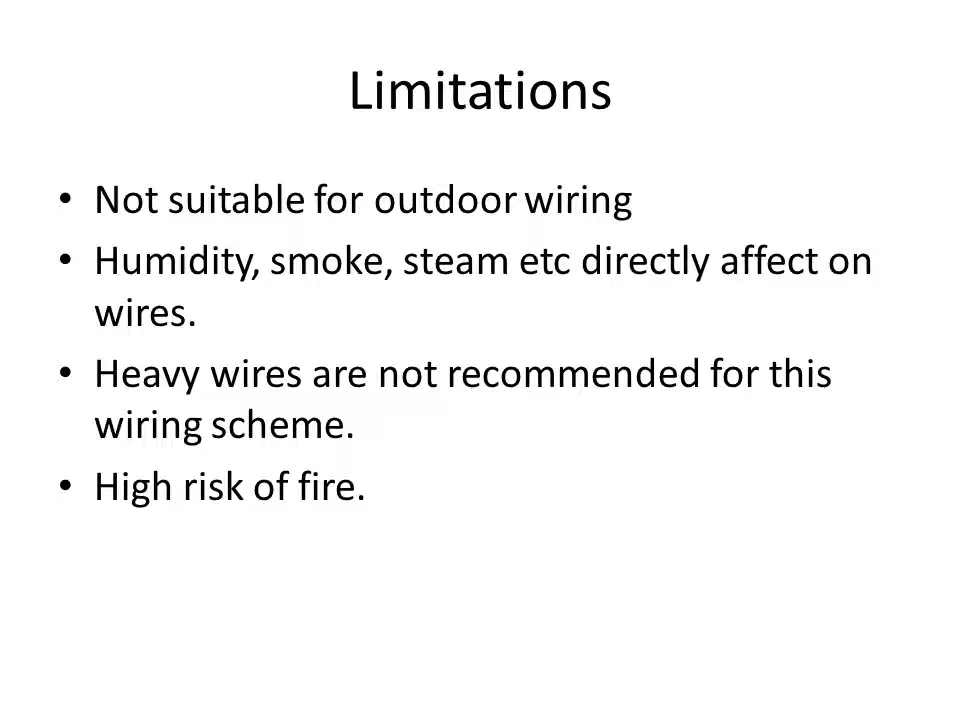 Limitations
• Not suitable for outdoor wiring
• Humidity, smoke, steam etc directly affect on
wires.
• Heavy wires are not recommended for this
wiring scheme.
• High risk of fire.